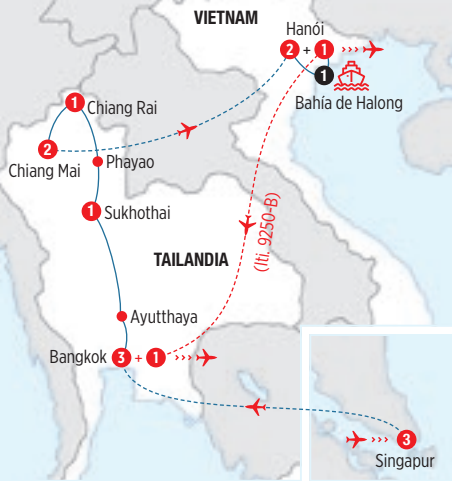 VIETNAM
Hanói
2 + 1
1
Bahía de Halong
1
Chiang Rai
2
Chiang Mai
Phayao
1
Sukhothai
TAILANDIA
(Iti. 9250-B)
Ayutthaya
Bangkok 3 + 1
3
Singapur